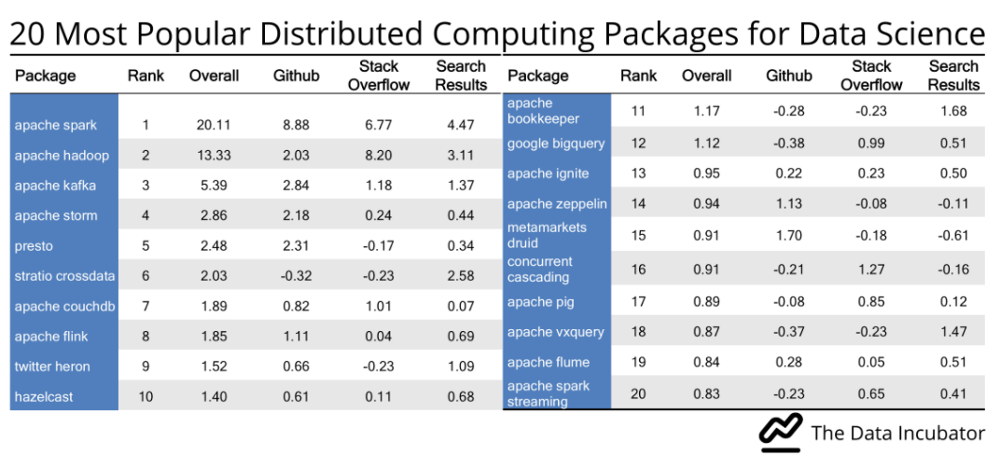 20 Most Popular Distributed Computing Packages for Data Science
Package Rank Overall Github Stack Overflow Search Results
apache spark 1 20.11 8.88 6.77 4.47
apache hadoop 2 13.33 2.03 8.20 3.11
apache kafka 3 5.39 2.84 1.18 1.37
apache storm 4 2.86 2.18 0.24 0.44
presto 5 2.48 2.31 -0.17 0.34
stratio crossdata 6 2.03 -0.32 -0.23 2.58
apache couchdb 7 1.89 0.82 1.01 0.07
apache flink 8 1.85 1.11 0.04 0.69
twitter heron 9 1.52 0.66 -0.23 1.09
hazelcast 10 1.40 0.61 0.11 0.68
Package Rank Overall Github Stack Overflow Search Results
apache bookkeeper 11 1.17 -0.28 -0.23 1.68
google bigquery 12 1.12 -0.38 0.99 0.51
apache ignite 13 0.95 0.22 0.23 0.50
apache zeppelin 14 0.94 1.13 -0.08 -0.11
metamarkets druid 15 0.91 1.70 -0.18 -0.61
concurrent cascading 16 0.91 -0.21 1.27 -0.16
apache pig 17 0.89 -0.08 0.85 0.12
apache vxquery 18 0.87 -0.37 -0.23 1.47
apache flume 19 0.84 0.28 0.05 0.51
apache spark streaming 20 0.83 -0.23 0.65 0.41
The Data Incubator